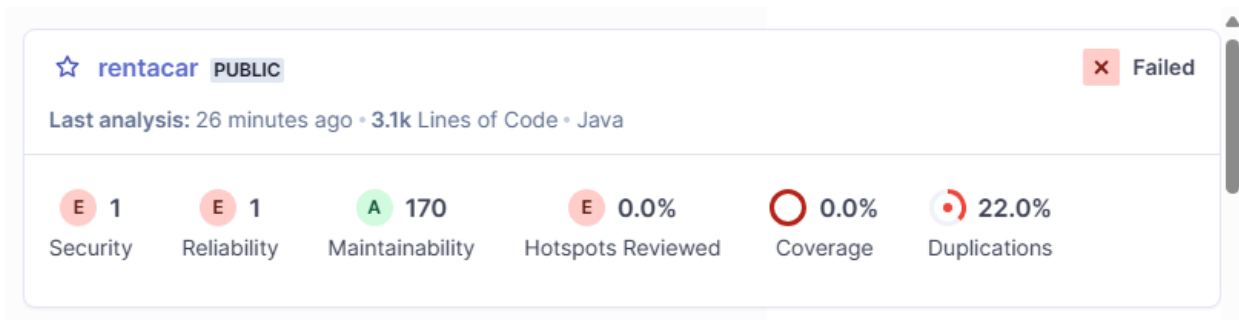 rentacar PUBLIC
Failed
Last analysis: 26 minutes ago • 3.1k Lines of Code • Java
E 1 E 1 A 170 E 0.0% 0.0% 22.0%
Security Reliability Maintainability Hotspots Reviewed Coverage Duplications